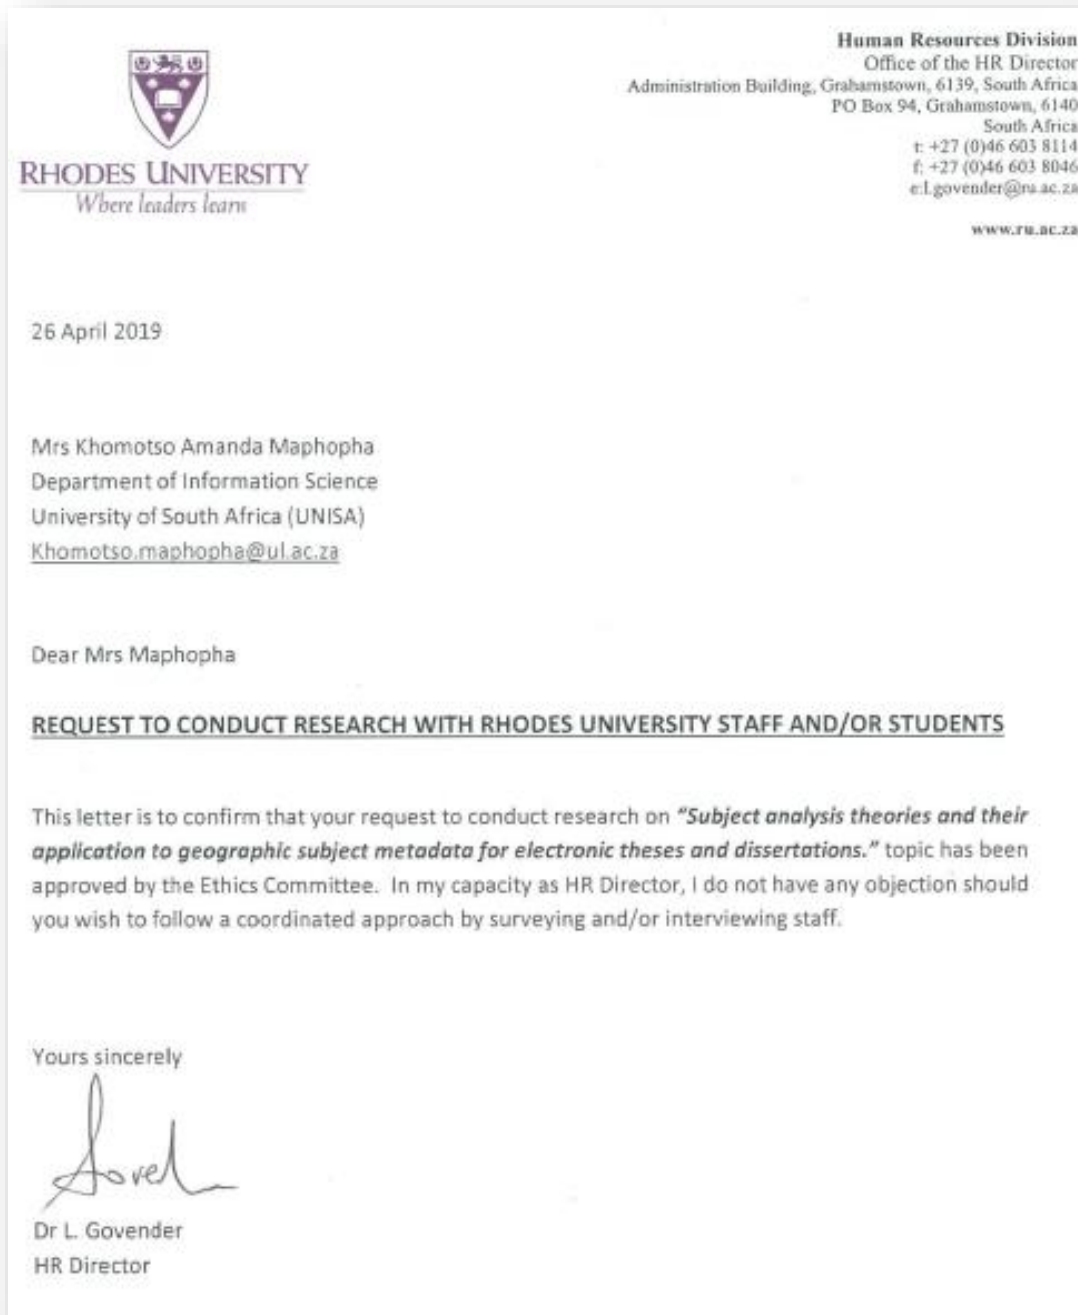 RHODES UNIVERSITY
Where leaders learn
Human Resources Division
Office of the HR Director
Administration Building, Grahamstown, 6139, South Africa
PO Box 94, Grahamstown, 6140
South Africa
t: +27 (0)46 603 8114
f: +27 (0)46 603 8046
e:l.govender@ru.ac.za
www.ru.ac.za
26 April 2019
Mrs Khomotso Amanda Maphopha
Department of Information Science
University of South Africa (UNISA)
Khomotso.maphopha@ul.ac.za
Dear Mrs Maphopha
REQUEST TO CONDUCT RESEARCH WITH RHODES UNIVERSITY STAFF AND/OR STUDENTS
This letter is to confirm that your request to conduct research on "Subject analysis theories and their
application to geographic subject metadata for electronic theses and dissertations." topic has been
approved by the Ethics Committee.  In my capacity as HR Director, I do not have any objection should
you wish to follow a coordinated approach by surveying and/or interviewing staff.
Yours sincerely
Dr L. Govender
HR Director